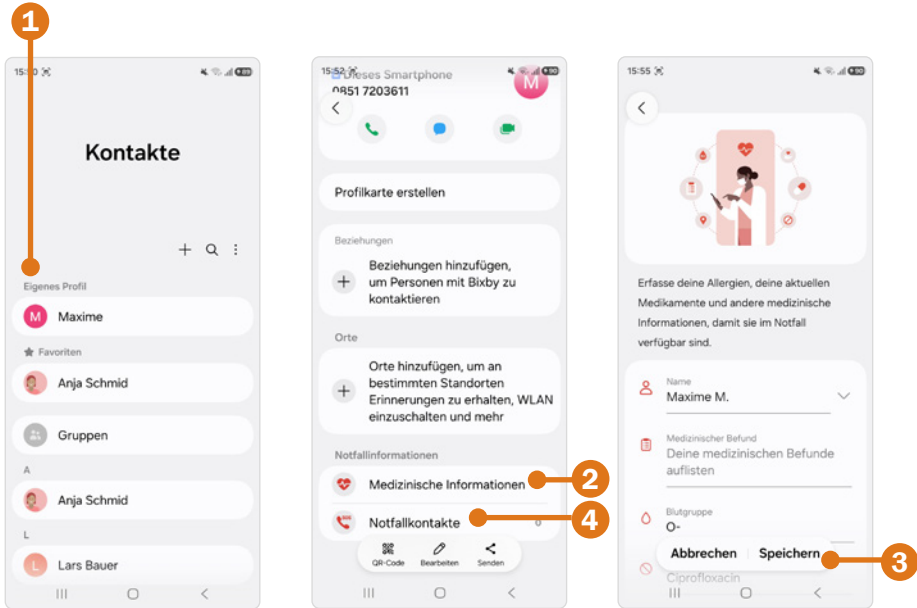 1
15:50
89
Kontakte
Eigenes Profil
M
Maxime
Favoriten
Anja Schmid
Gruppen
A
Anja Schmid
L
L
Lars Bauer
15:52
90
Dieses Smartphone
0851 7203611
M
Profilkarte erstellen
Beziehungen
Beziehungen hinzufügen,
um Personen mit Bixby zu
kontaktieren
Orte
Orte hinzufügen, um an
bestimmten Standorten
Erinnerungen zu erhalten, WLAN
einzuschalten und mehr
Notfallinformationen
Medizinische Informationen
2
Notfallkontakte
4
QR-Code
Bearbeiten
Senden
15:55
90
Erfasse deine Allergien, deine aktuellen
Medikamente und andere medizinische
Informationen, damit sie im Notfall
verfügbar sind.
Name
Maxime M.
Medizinischer Befund
Deine medizinischen Befunde
auflisten
Blutgruppe
O-
Abbrechen Speichern
3
Ciprofloxacin